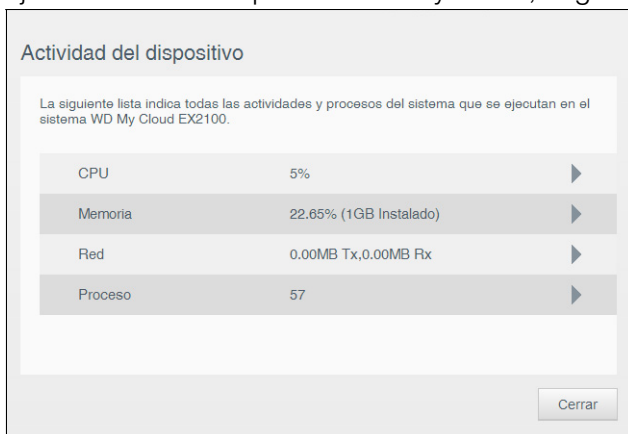 Actividad del dispositivo
La siguiente lista indica todas las actividades y procesos del sistema que se ejecutan en el
sistema WD My Cloud EX2100.
CPU 5%
Memoria 22.65% (1GB Instalado)
Red 0.00MB Tx,0.00MB Rx
Proceso 57
Cerrar